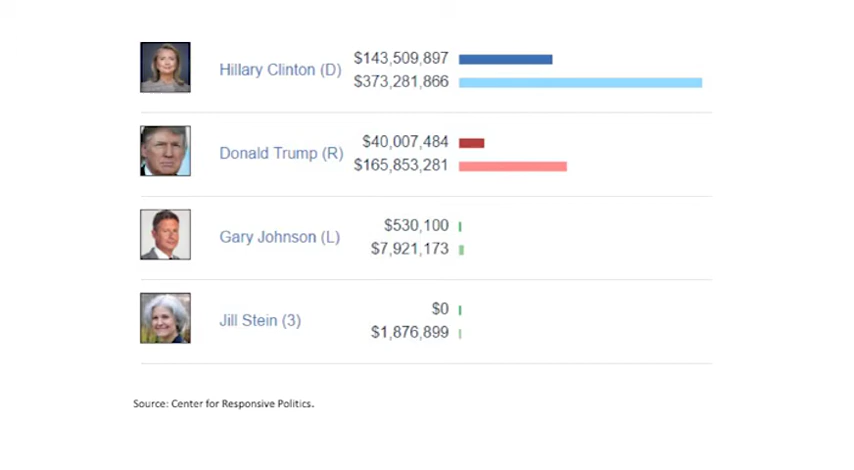 $143,509,897
Hillary Clinton (D)
$373,281,866
$40,007,484
Donald Trump (R)
$165,853,281
$530,100
Gary Johnson (L)
$7,921,173
$0
Jill Stein (3)
$1,876,899
Source: Center for Responsive Politics.